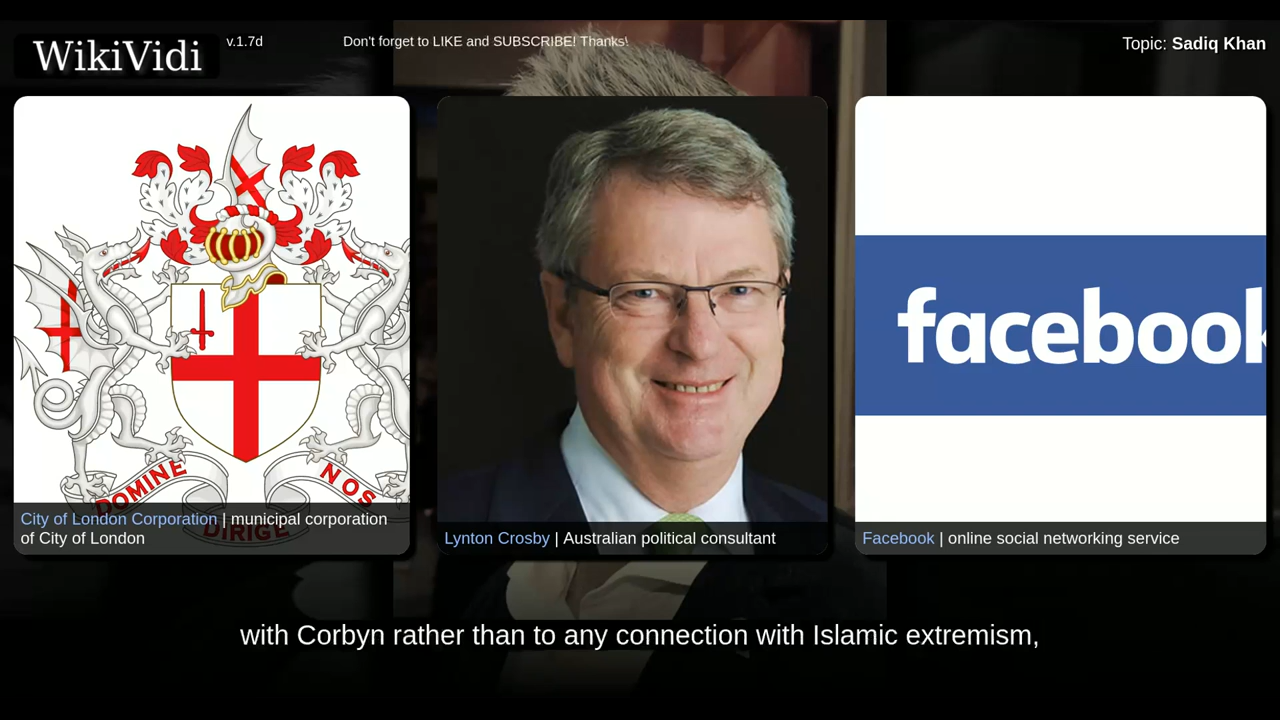 WikiVidi
v.1.7d
Don't forget to LIKE and SUBSCRIBE! Thanks!
Topic: Sadiq Khan
DOMINE
DIRIGE
NOS
City of London Corporation | municipal corporation
of City of London
Lynton Crosby | Australian political consultant
facebook
Facebook | online social networking service
with Corbyn rather than to any connection with Islamic extremism,